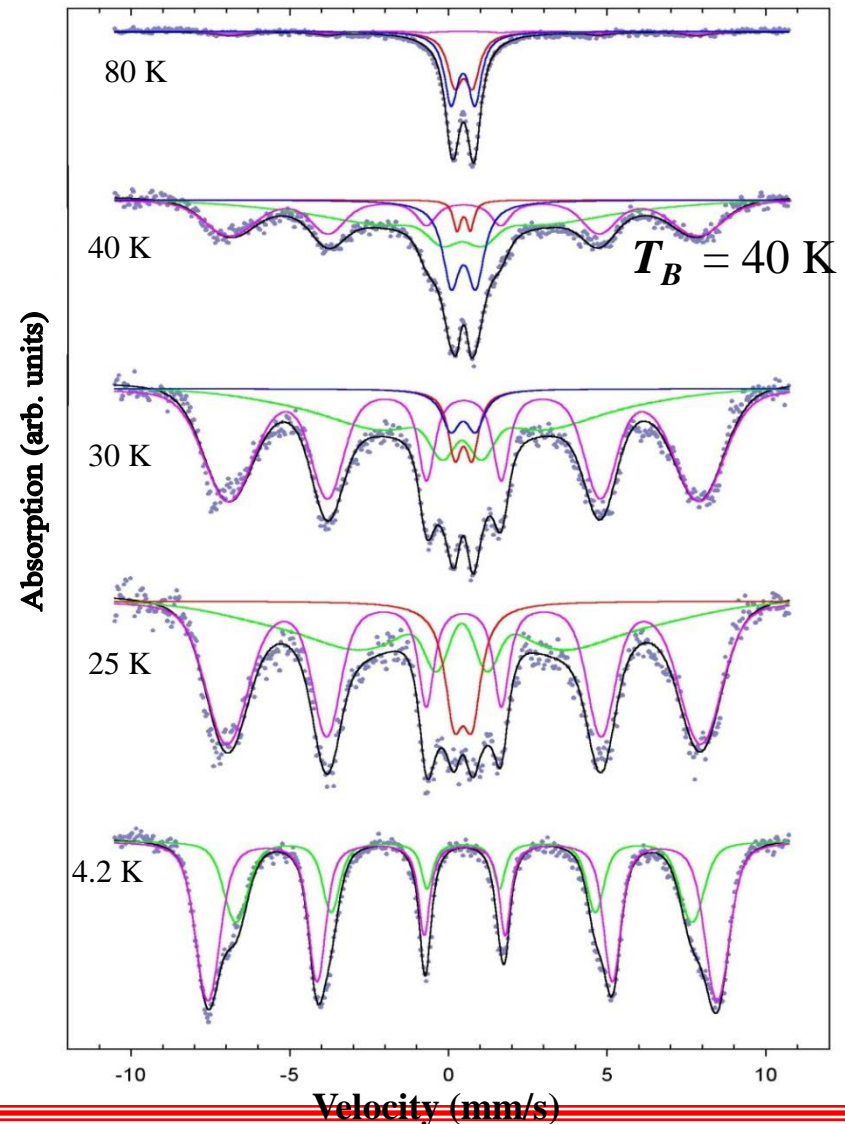 80 K
40 K
T_B = 40 K
30 K
25 K
4.2 K
Absorption (arb. units)
-10 -5 0 5 10
Velocity (mm/s)